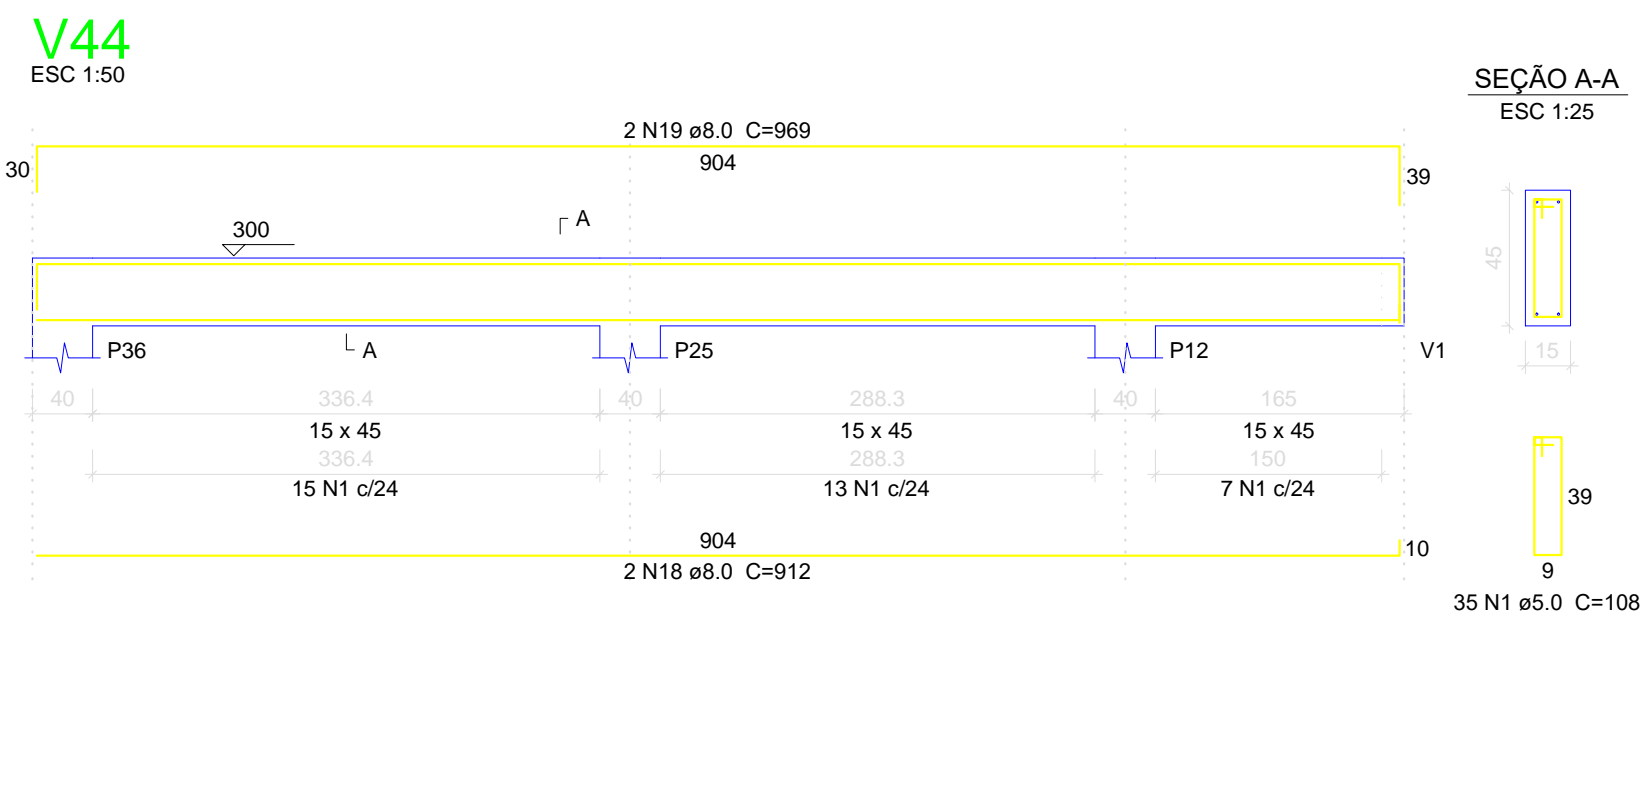 V44
ESC 1:50
SEÇÃO A-A
ESC 1:25
2 N19 ø8.0 C=969
904
30
39
A
300
45
15
A
P36
P25
P12
V1
40
336.4
40
288.3
40
165
15 x 45
15 x 45
15 x 45
336.4
288.3
150
15 N1 c/24
13 N1 c/24
7 N1 c/24
39
904
10
2 N18 ø8.0 C=912
9
35 N1 ø5.0 C=108